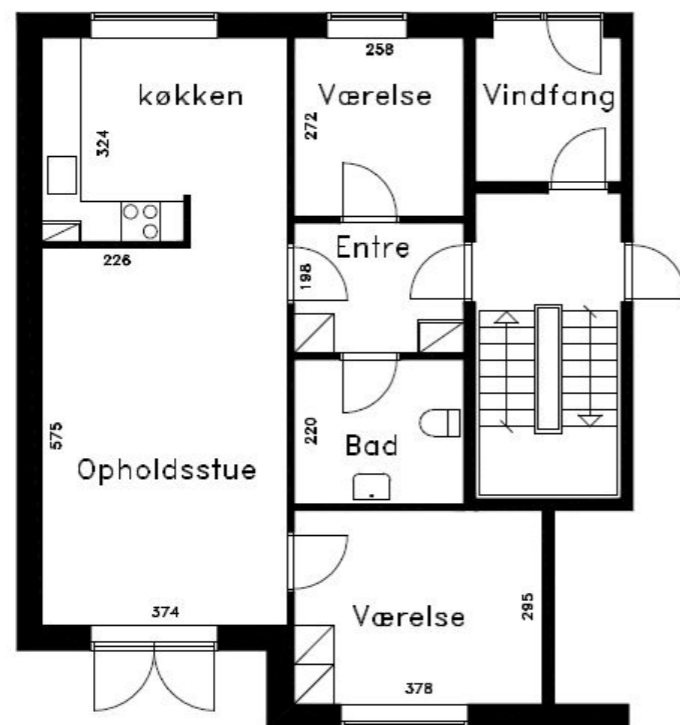 258
køkken
Værelse
Vindfang
324
272
Entre
226
198
575
220
Bad
Opholdsstue
374
Værelse
295
378